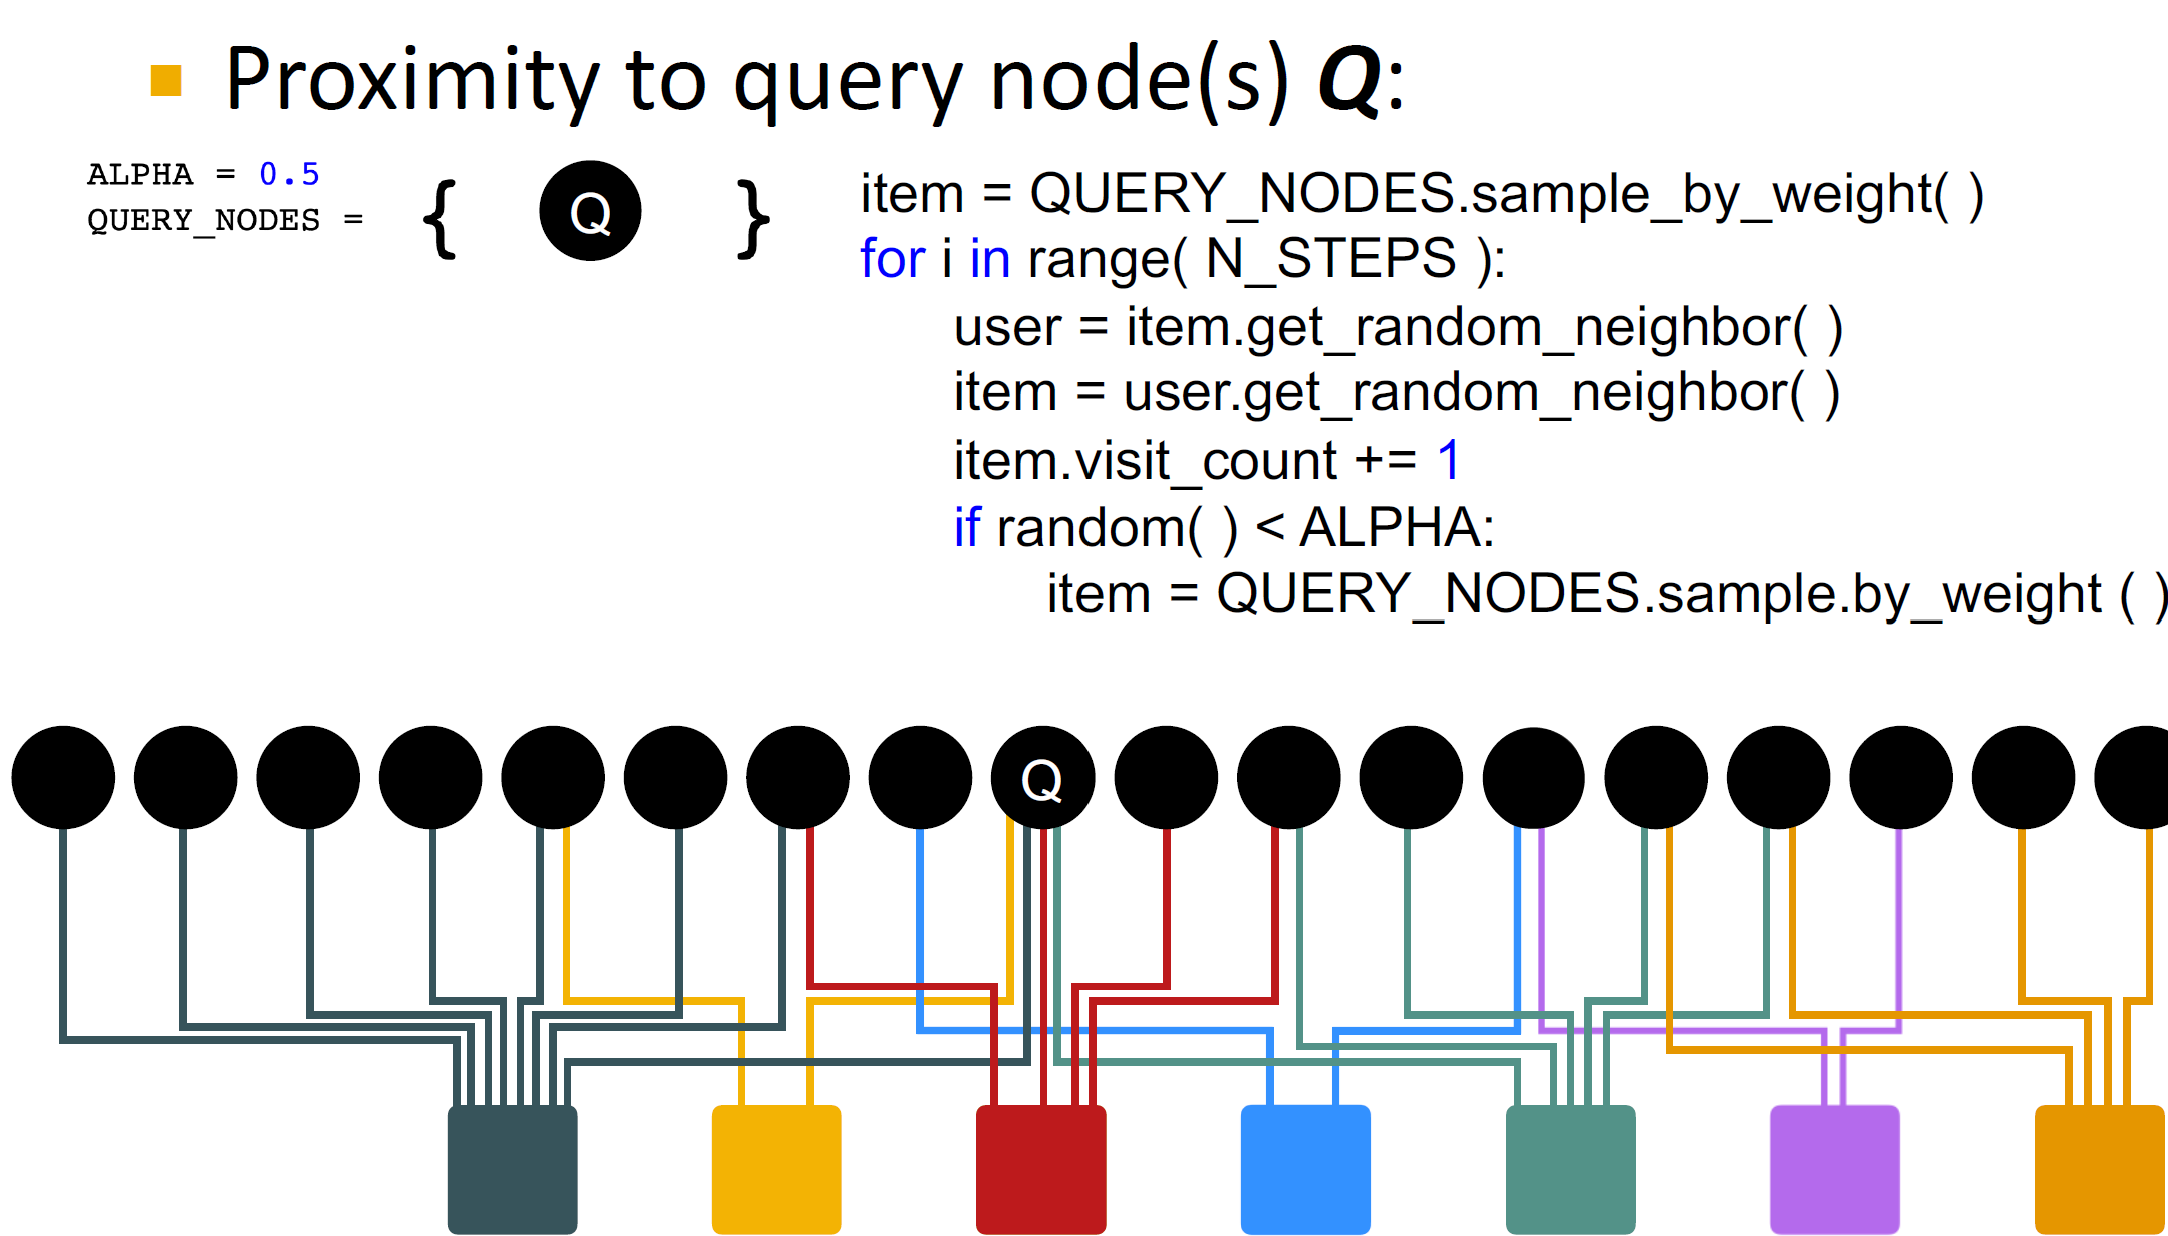 Proximity to query node(s) Q:
ALPHA = 0.5
QUERY_NODES =
{ Q }
item = QUERY_NODES.sample_by_weight( )
for i in range( N_STEPS ):
user = item.get_random_neighbor( )
item = user.get_random_neighbor( )
item.visit_count += 1
if random( ) < ALPHA:
item = QUERY_NODES.sample.by_weight ( )
Q